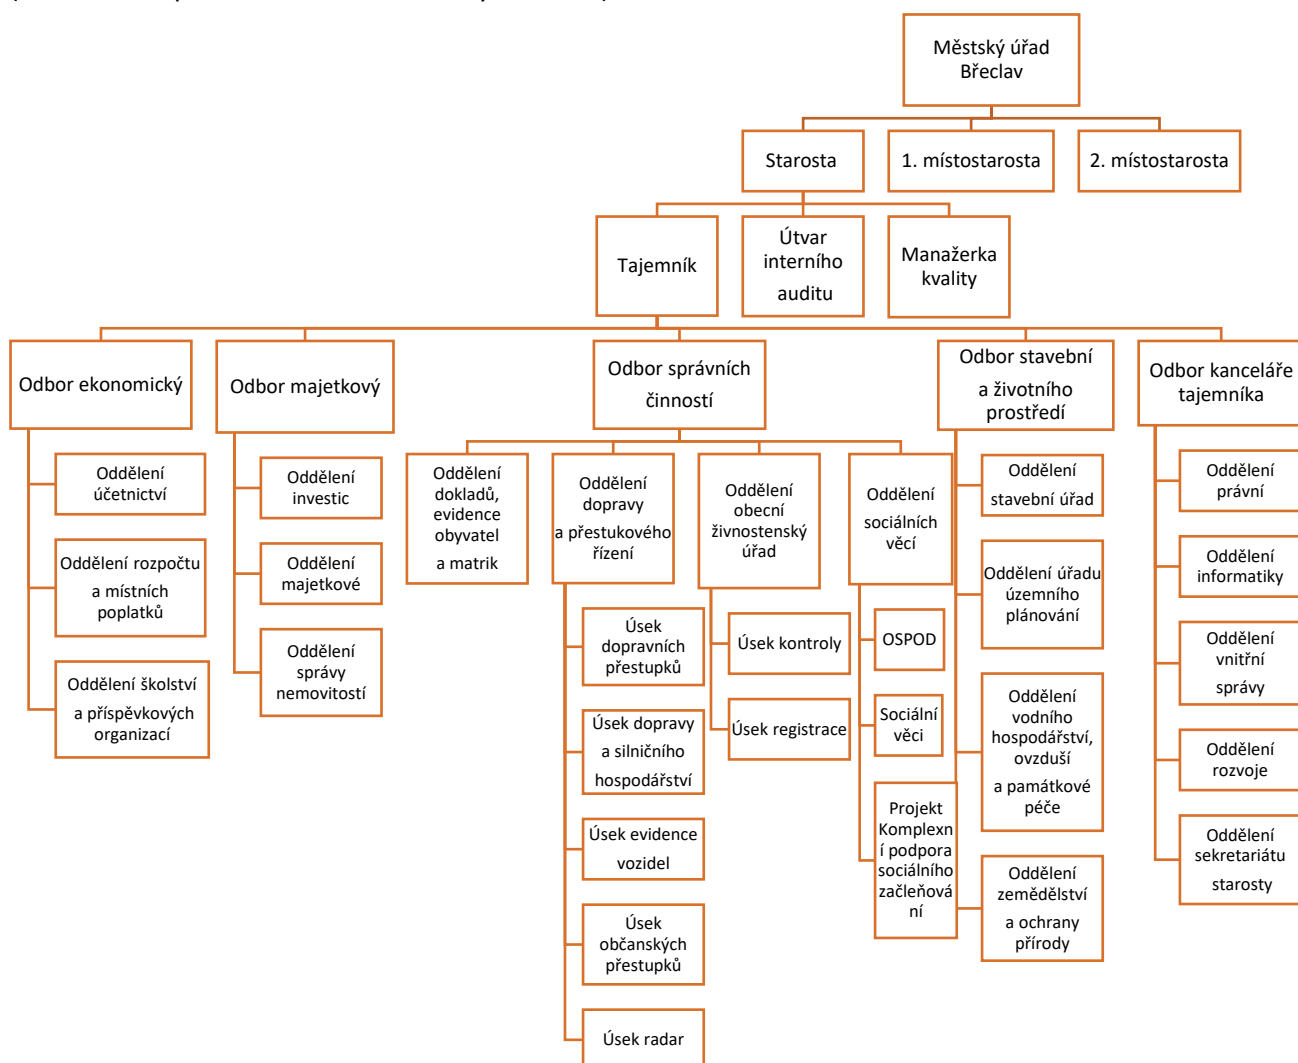 Městský úřad
Břeclav
Starosta
1. místostarosta
2. místostarosta
Tajemník
Útvar
interního
auditu
Manažerka
kvality
Odbor ekonomický
Odbor majetkový
Odbor správních
činností
Odbor stavební
a životního
prostředí
Odbor kanceláře
tajemníka
Oddělení
účetnictví
Oddělení rozpočtu
a místních
poplatků
Oddělení školství
a příspěvkových
organizací
Oddělení
investic
Oddělení
majetkové
Oddělení
správy
nemovitostí
Oddělení
dokladů,
evidence
obyvatel
a matrik
Oddělení
dopravy
a přestukového
řízení
Úsek
dopravních
přestupků
Úsek dopravy
a silničního
hospodářství
Úsek evidence
vozidel
Úsek
občanských
přestupků
Úsek radar
Oddělení
obecní
živnostenský
úřad
Úsek kontroly
Úsek registrace
Oddělení
sociálních
věcí
OSPOD
Sociální
věci
Projekt
Komplexn
í podpora
sociálního
začleňová
ní
Oddělení
stavební úřad
Oddělení úřadu
územního
plánování
Oddělení
vodního
hospodářství,
ovzduší
a památkové
péče
Oddělení
zemědělství
a ochrany
přírody
Oddělení
právní
Oddělení
informatiky
Oddělení
vnitřní
správy
Oddělení
rozvoje
Oddělení
sekretariátu
starosty